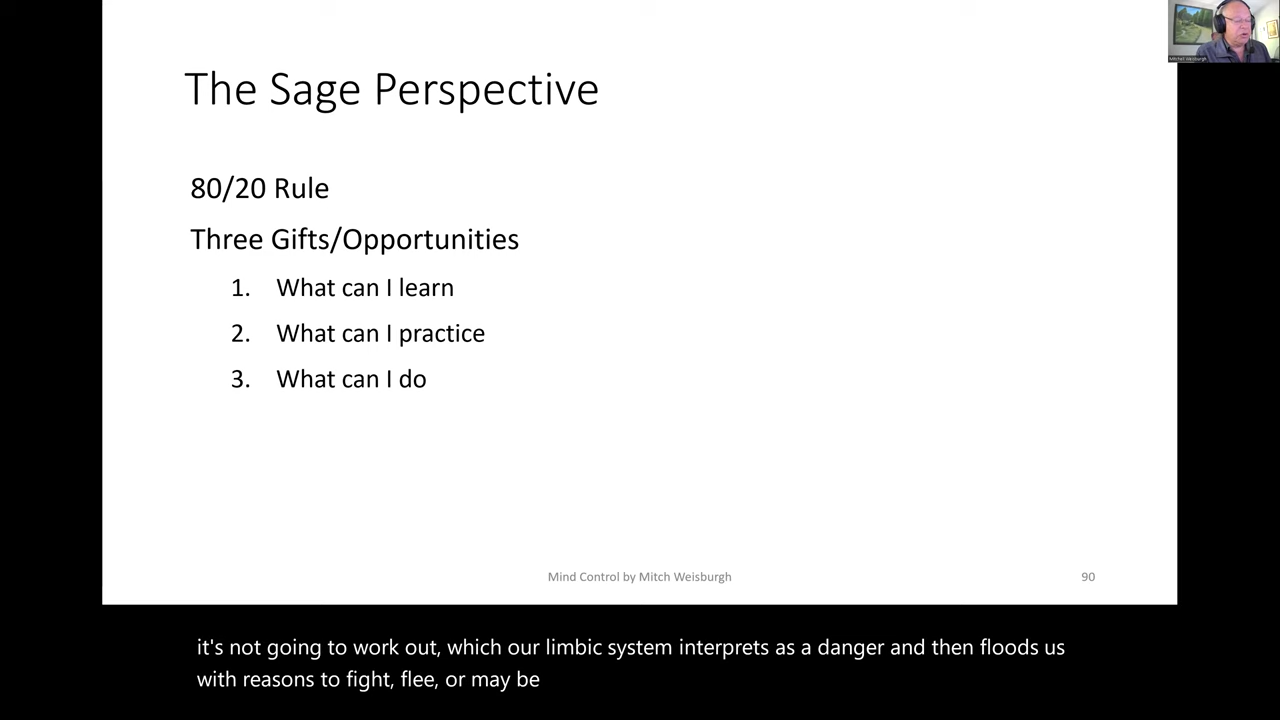 The Sage Perspective
80/20 Rule
Three Gifts/Opportunities
1. What can I learn
2. What can I practice
3. What can I do
Mind Control by Mitch Weisburgh
90
it's not going to work out, which our limbic system interprets as a danger and then floods us
with reasons to fight, flee, or may be
Mitchell Weisburgh